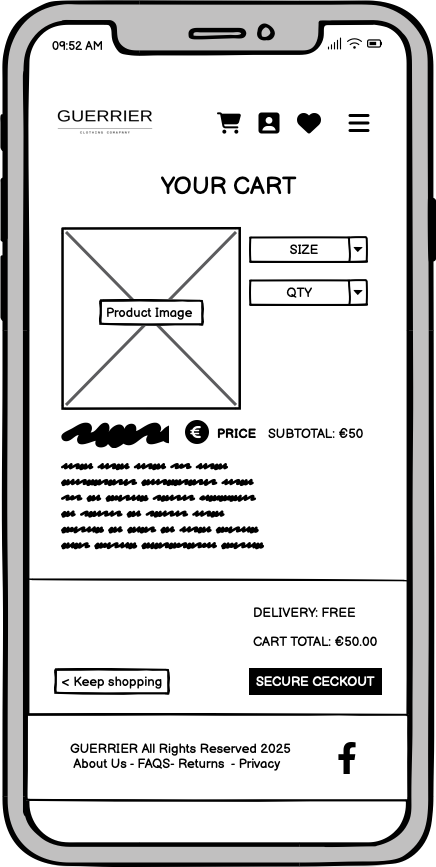 09:52 AM
GUERRIER
CLOTHING COMPANY
YOUR CART
SIZE
QTY
Product Image
€ PRICE SUBTOTAL: €50
DELIVERY: FREE
CART TOTAL: €50.00
< Keep shopping SECURE CECKOUT
GUERRIER All Rights Reserved 2025
About Us - FAQS- Returns - Privacy
f